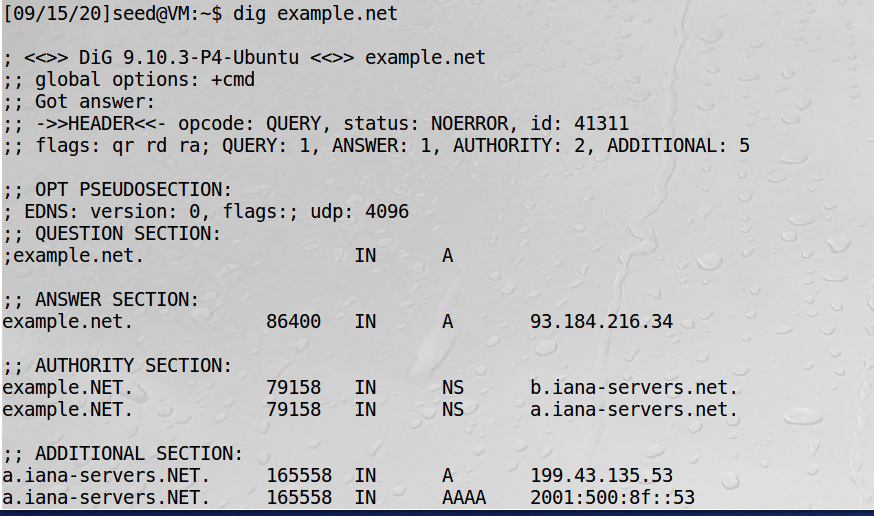 [09/15/20]seed@VM:~$ dig example.net
; <<>> DiG 9.10.3-P4-Ubuntu <<>> example.net
;; global options: +cmd
;; Got answer:
;; ->>HEADER<<- opcode: QUERY, status: NOERROR, id: 41311
;; flags: qr rd ra; QUERY: 1, ANSWER: 1, AUTHORITY: 2, ADDITIONAL: 5
;; OPT PSEUDOSECTION:
; EDNS: version: 0, flags:; udp: 4096
;; QUESTION SECTION:
;example.net. IN A
;; ANSWER SECTION:
example.net. 86400 IN A 93.184.216.34
;; AUTHORITY SECTION:
example.NET. 79158 IN NS b.iana-servers.net.
example.NET. 79158 IN NS a.iana-servers.net.
;; ADDITIONAL SECTION:
a.iana-servers.NET. 165558 IN A 199.43.135.53
a.iana-servers.NET. 165558 IN AAAA 2001:500:8f::53